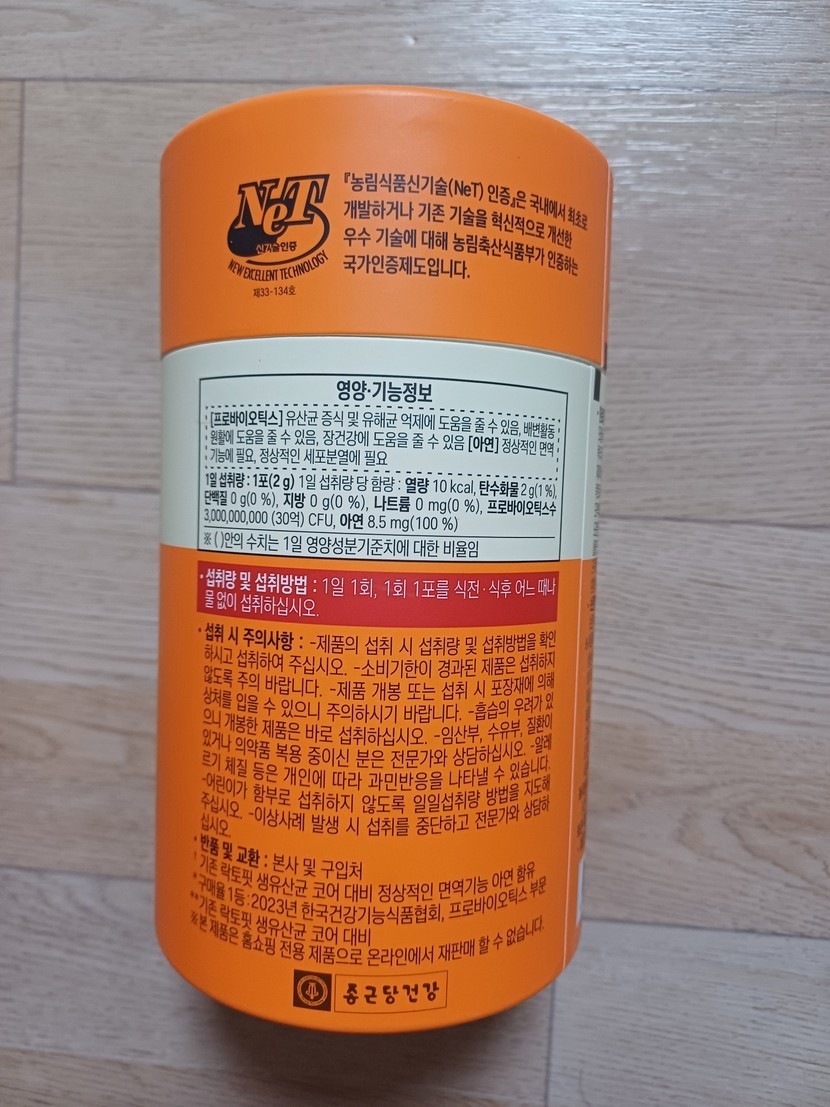 NeT
신기술인증
NEW EXCELLENT TECHNOLOGY
제33-134호
『농림식품신기술(NeT) 인증』은 국내에서 최초로
개발하거나 기존 기술을 혁신적으로 개선한
우수 기술에 대해 농림축산식품부가 인증하는
국가인증제도입니다.
영양·기능정보
[프로바이오틱스] 유산균 증식 및 유해균 억제에 도움을 줄 수 있음, 배변활동
원활에 도움을 줄 수 있음, 장건강에 도움을 줄 수 있음 [아연] 정상적인 면역
기능에 필요, 정상적인 세포분열에 필요
1일 섭취량 : 1포(2 g) 1일 섭취량 당 함량 : 열량 10 kcal, 탄수화물 2 g(1 %),
단백질 0 g(0 %), 지방 0 g(0 %), 나트륨 0 mg(0 %), 프로바이오틱스수
3,000,000,000 (30억) CFU, 아연 8.5 mg(100 %)
※ ( )안의 수치는 1일 영양성분기준치에 대한 비율임
• 섭취량 및 섭취방법 : 1일 1회, 1회 1포를 식전·식후 어느 때나
물 없이 섭취하십시오.
• 섭취 시 주의사항 : -제품의 섭취 시 섭취량 및 섭취방법을 확인
하시고 섭취하여 주십시오. -소비기한이 경과된 제품은 섭취하지
않도록 주의 바랍니다. -제품 개봉 또는 섭취 시 포장재에 의해
상처를 입을 수 있으니 주의하시기 바랍니다. -흡습의 우려가 있
으니 개봉한 제품은 바로 섭취하십시오. -임산부, 수유부, 질환이
있거나 의약품 복용 중이신 분은 전문가와 상담하십시오. -알레
르기 체질 등은 개인에 따라 과민반응을 나타낼 수 있습니다.
-어린이가 함부로 섭취하지 않도록 일일섭취량 방법을 지도해
주십시오. -이상사례 발생 시 섭취를 중단하고 전문가와 상담하
십시오.
• 반품 및 교환 : 본사 및 구입처
† 기존 락토핏 생유산균 코어 대비 정상적인 면역기능 아연 함유
*구매율 1등 : 2023년 한국건강기능식품협회, 프로바이오틱스 부문
**기존 락토핏 생유산균 코어 대비
※본 제품은 홈쇼핑 전용 제품으로 온라인에서 재판매 할 수 없습니다.
종근당건강